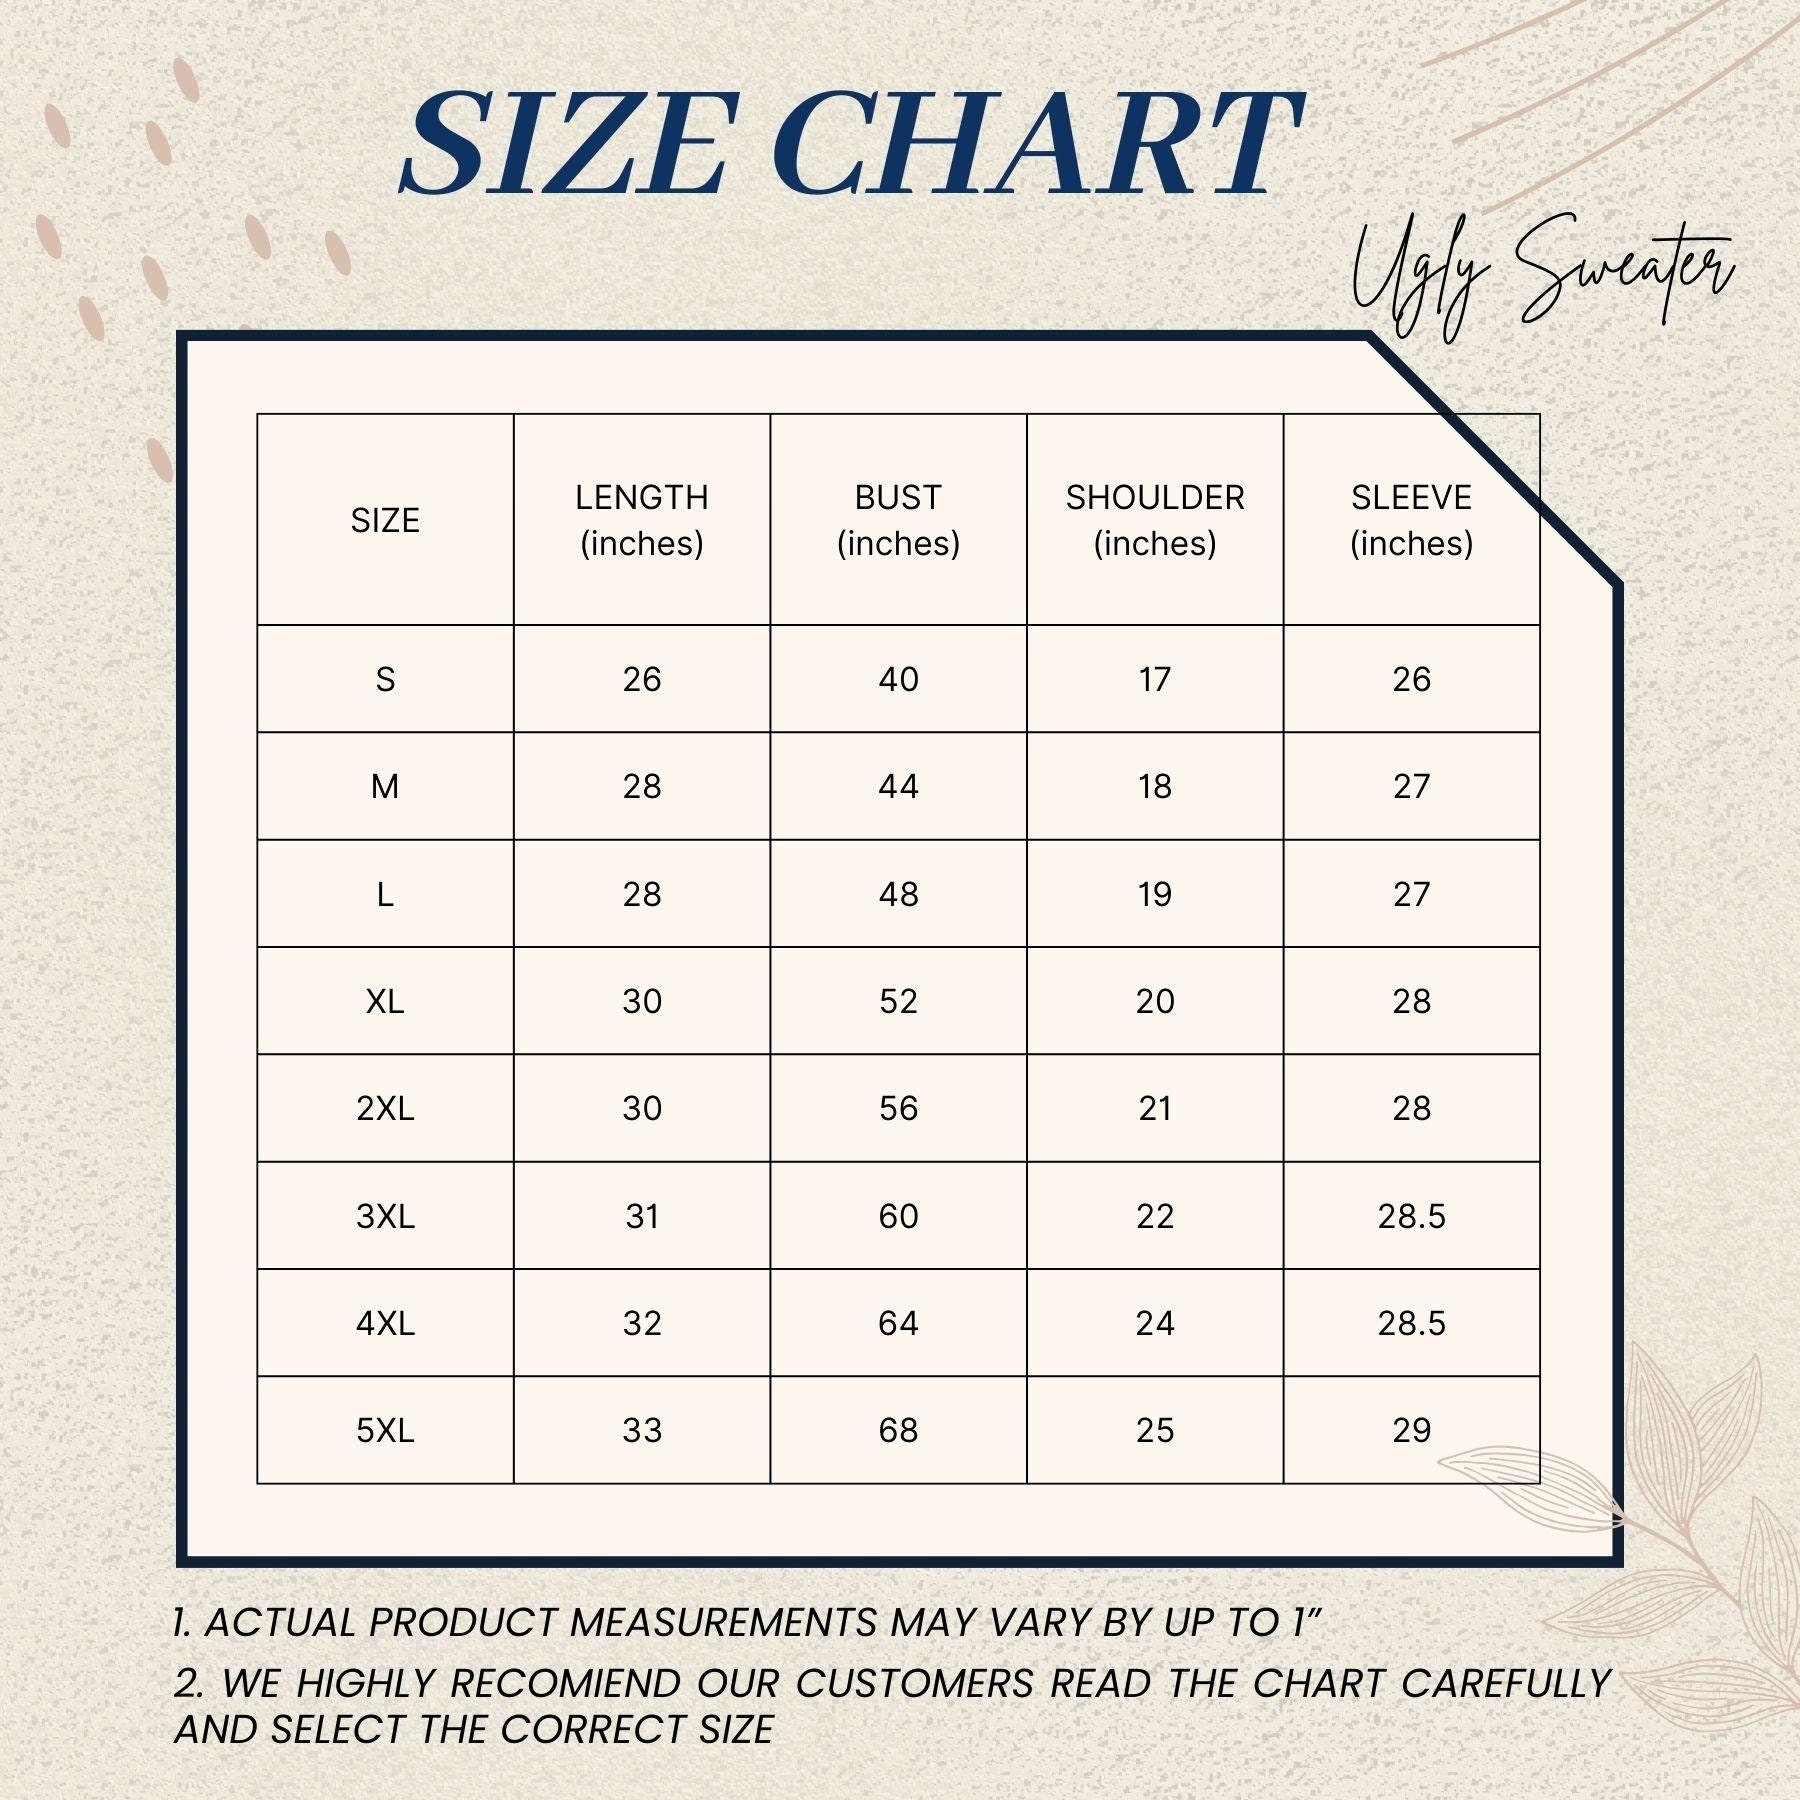 SIZE CHART
Ugly Sweater
SIZE LENGTH (inches) BUST (inches) SHOULDER (inches) SLEEVE (inches)
S 26 40 17 26
M 28 44 18 27
L 28 48 19 27
XL 30 52 20 28
2XL 30 56 21 28
3XL 31 60 22 28.5
4XL 32 64 24 28.5
5XL 33 68 25 29
1. ACTUAL PRODUCT MEASUREMENTS MAY VARY BY UP TO 1”
2. WE HIGHLY RECOMIEND OUR CUSTOMERS READ THE CHART CAREFULLY
AND SELECT THE CORRECT SIZE